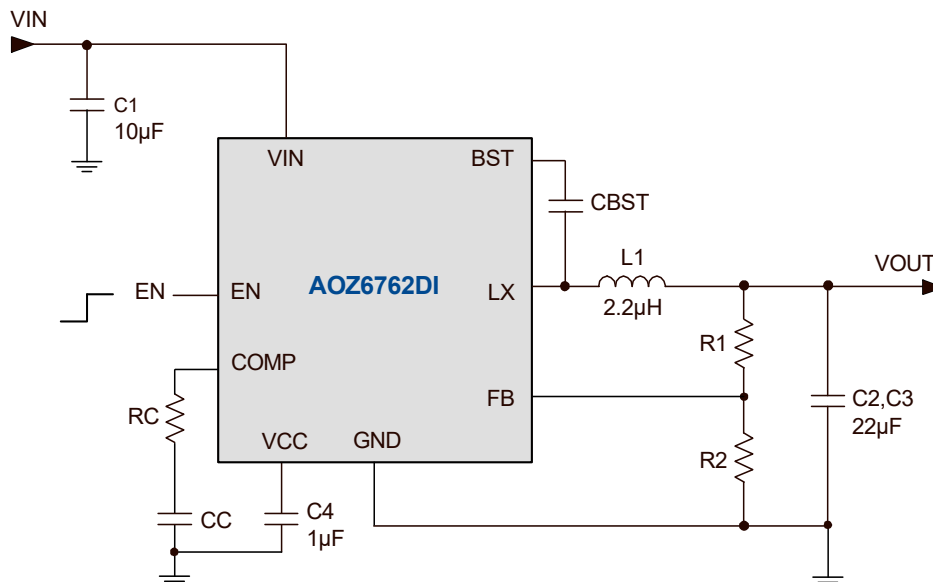 VIN
C1
10µF
VIN
BST
CBST
L1
VOUT
EN
EN
AOZ6762DI
LX
2.2µH
R1
COMP
FB
C2,C3
22µF
RC
VCC
GND
R2
CC
C4
1µF